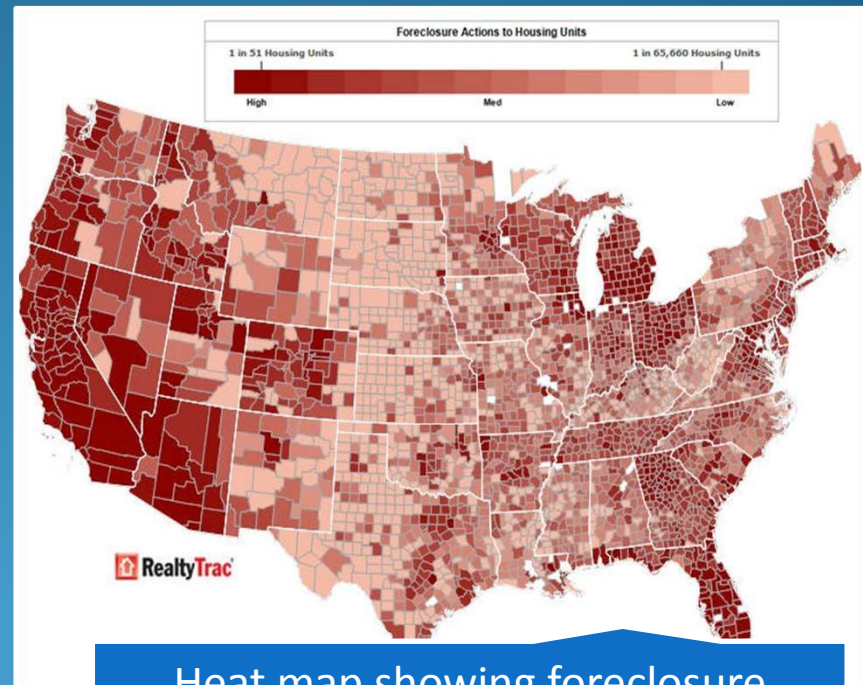 Foreclosure Actions to Housing Units
1 in 51 Housing Units 1 in 65,660 Housing Units
High Med Low
RealtyTrac
Heat map showing foreclosure